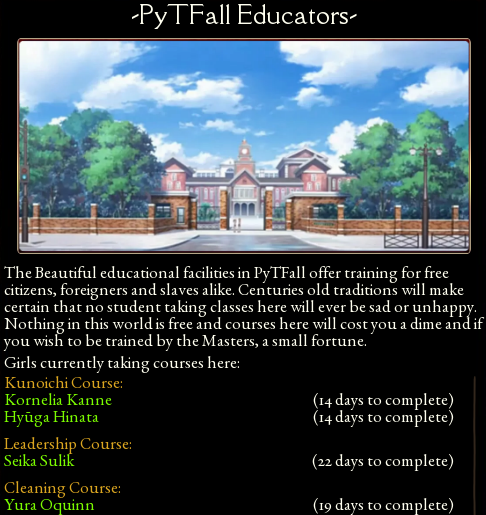 -PyTFall Educators-
The Beautiful educational facilities in PyTFall offer training for free
citizens, foreigners and slaves alike. Centuries old traditions will make
certain that no student taking classes here will ever be sad or unhappy.
Nothing in this world is free and courses here will cost you a dime and if
you wish to be trained by the Masters, a small fortune.
Girls currently taking courses here:
Kunoichi Course:
Kornelia Kanne (14 days to complete)
Hyūga Hinata (14 days to complete)
Leadership Course:
Seika Sulik (22 days to complete)
Cleaning Course:
Yura Oquinn (19 days to complete)